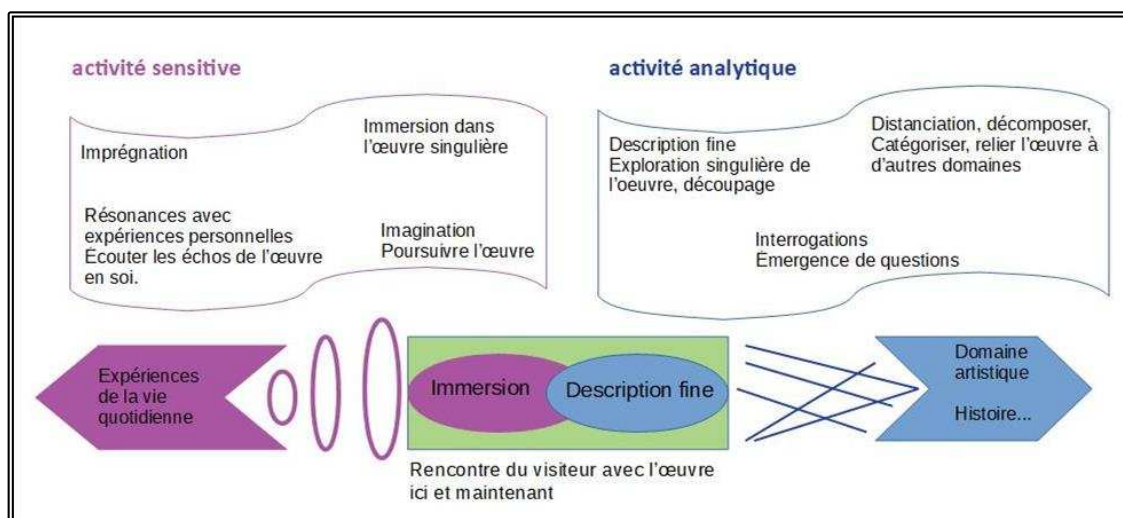 activité sensitive
Imprégnation
Immersion dans
l'œuvre singulière
Résonances avec
expériences personnelles
Écouter les échos de l'œuvre
en soi.
Imagination
Poursuivre l'œuvre
activité analytique
Description fine
Exploration singulière de
l'oeuvre, découpage
Distanciation, décomposer,
Catégoriser, relier l'œuvre à
d'autres domaines
Interrogations
Émergence de questions
Expériences
de la vie
quotidienne
Immersion
Description fine
Domaine
artistique
Histoire...
Rencontre du visiteur avec l'œuvre
ici et maintenant